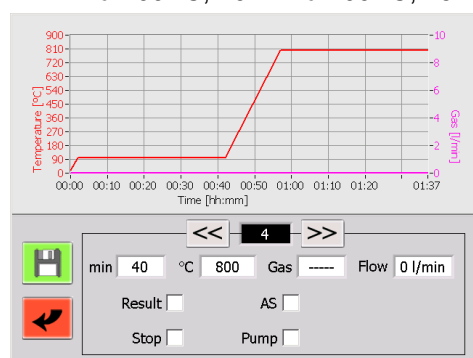 900
810
720
630
540
450
360
270
180
90
0
Temperature [°C]
10
8
6
4
2
0
Gas [l/min]
00:00 00:10 00:20 00:30 00:40 00:50 01:00 01:10 01:20 01:37
Time [hh:mm]
<< 4 >>
min 40 °C 800 Gas ----- Flow 0 l/min
Result AS
Stop Pump